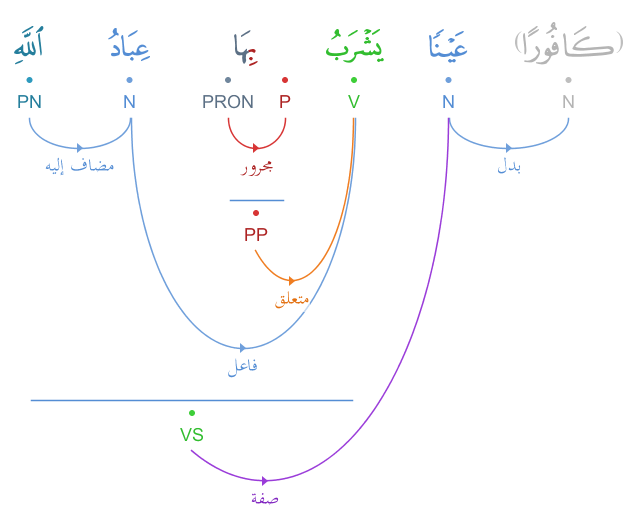 (كَافُورًا) عَيْنًا يَشْرَبُ بِهَا عِبَادُ ٱللَّهِ
N N V P PRON N PN
بدل مجرور مضاف إليه
PP
متعلق
فاعل
VS
صفة